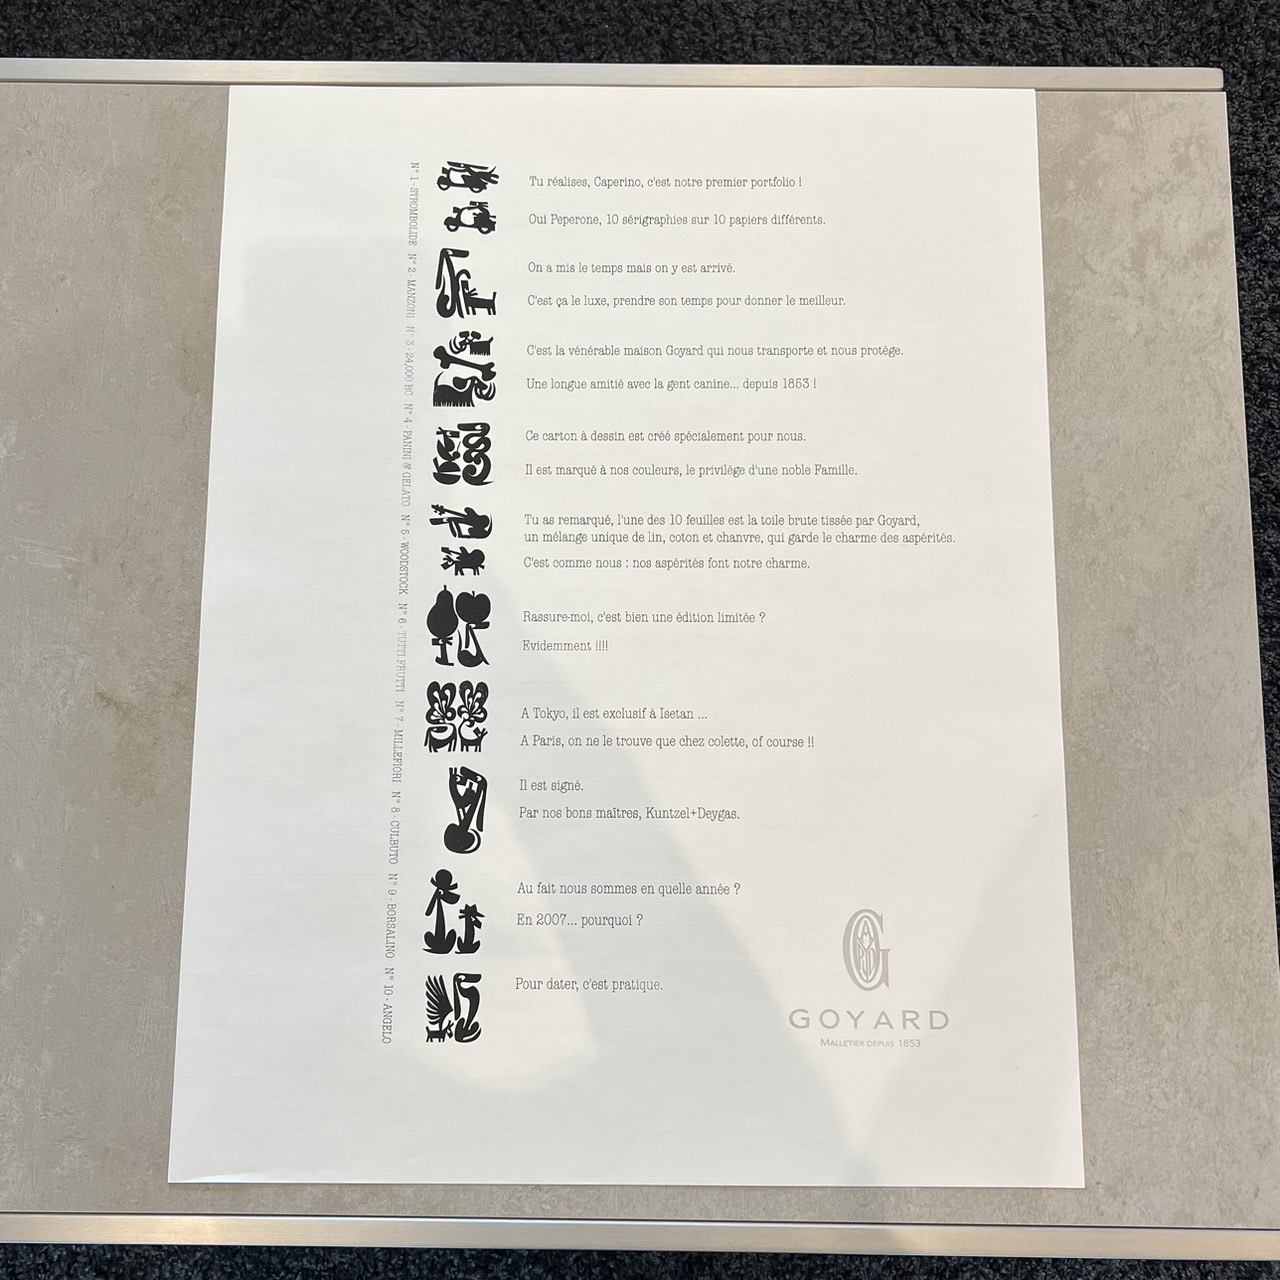 N° 1 - STROMBOLIDE N° 2 - MANZONI N° 3 - 24,000 BC N° 4 - PANINI & GELATO N° 5 - WOODSTOCK N° 6 - TUTTI FRUTTI N° 7 - MILLEFIORI N° 8 - CULBUTO N° 9 - BORSALINO N° 10 - ANGELO
Tu réalises, Caperino, c'est notre premier portfolio !
Oui Peperone, 10 sérigraphies sur 10 papiers différents.
On a mis le temps mais on y est arrivé.
C'est ça le luxe, prendre son temps pour donner le meilleur.
C'est la vénérable maison Goyard qui nous transporte et nous protège.
Une longue amitié avec la gent canine... depuis 1853 !
Ce carton à dessin est créé spécialement pour nous.
Il est marqué à nos couleurs, le privilège d'une noble Famille.
Tu as remarqué, l'une des 10 feuilles est la toile brute tissée par Goyard,
un mélange unique de lin, coton et chanvre, qui garde le charme des aspérités.
C'est comme nous : nos aspérités font notre charme.
Rassure-moi, c'est bien une édition limitée ?
Evidemment !!!!
A Tokyo, il est exclusif à Isetan ...
A Paris, on ne le trouve que chez colette, of course !!
Il est signé.
Par nos bons maîtres, Kuntzel+Deygas.
Au fait nous sommes en quelle année ?
En 2007... pourquoi ?
Pour dater, c'est pratique.
GOYARD
MALLETIER DEPUIS 1853